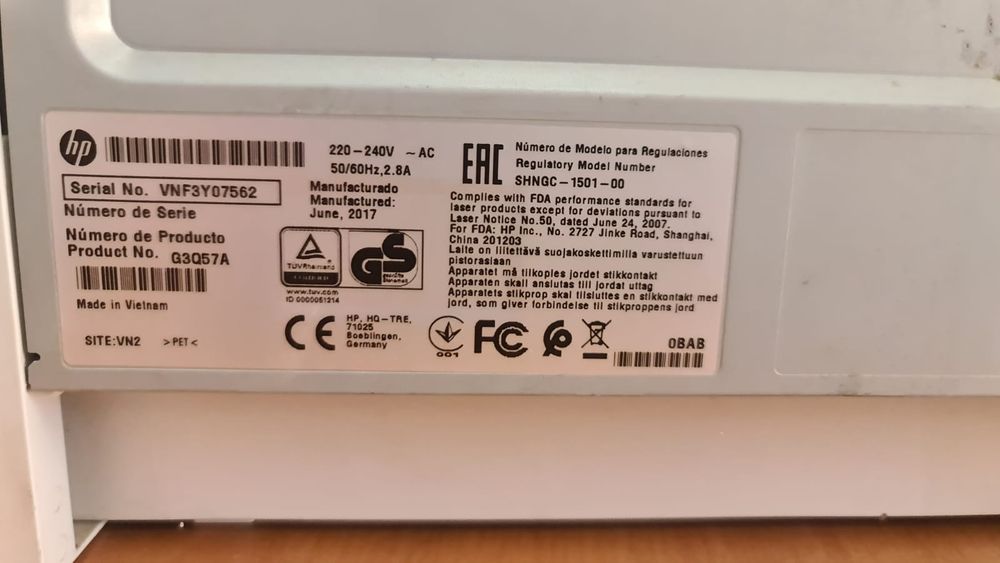 hp
220-240V ~ AC
50/60Hz, 2.8A
Serial No. VNF3Y07562
Número de Serie
Manufacturado
Manufactured:
June, 2017
Número de Producto
Product No. G3Q57A
Made in Vietnam
SITE:VN2 >PET<
TÜVRheinland
GS
geprüfte
Sicherheit
www.tuv.com
ID 0000051214
CE
HP, HQ-TRE,
71025
Boeblingen,
Germany
EAC
Número de Modelo para Regulaciones
Regulatory Model Number
SHNGC-1501-00
Complies with FDA performance standards for
laser products except for deviations pursuant to
Laser Notice No.50, dated June 24, 2007.
For FDA: HP Inc., No. 2727 Jinke Road, Shanghai,
China 201203
Laite on liitettävä suojakoskettimilla varustettuun
pistorasiaan
Apparatet må tilkoples jordet stikkontakt
Apparaten skall anslutas till jordat uttag
Apparatets stikprop skal tilsluttes en stikkontakt med
jord, som giver forbindelse til stikproppens jord
001
FC
0BAB